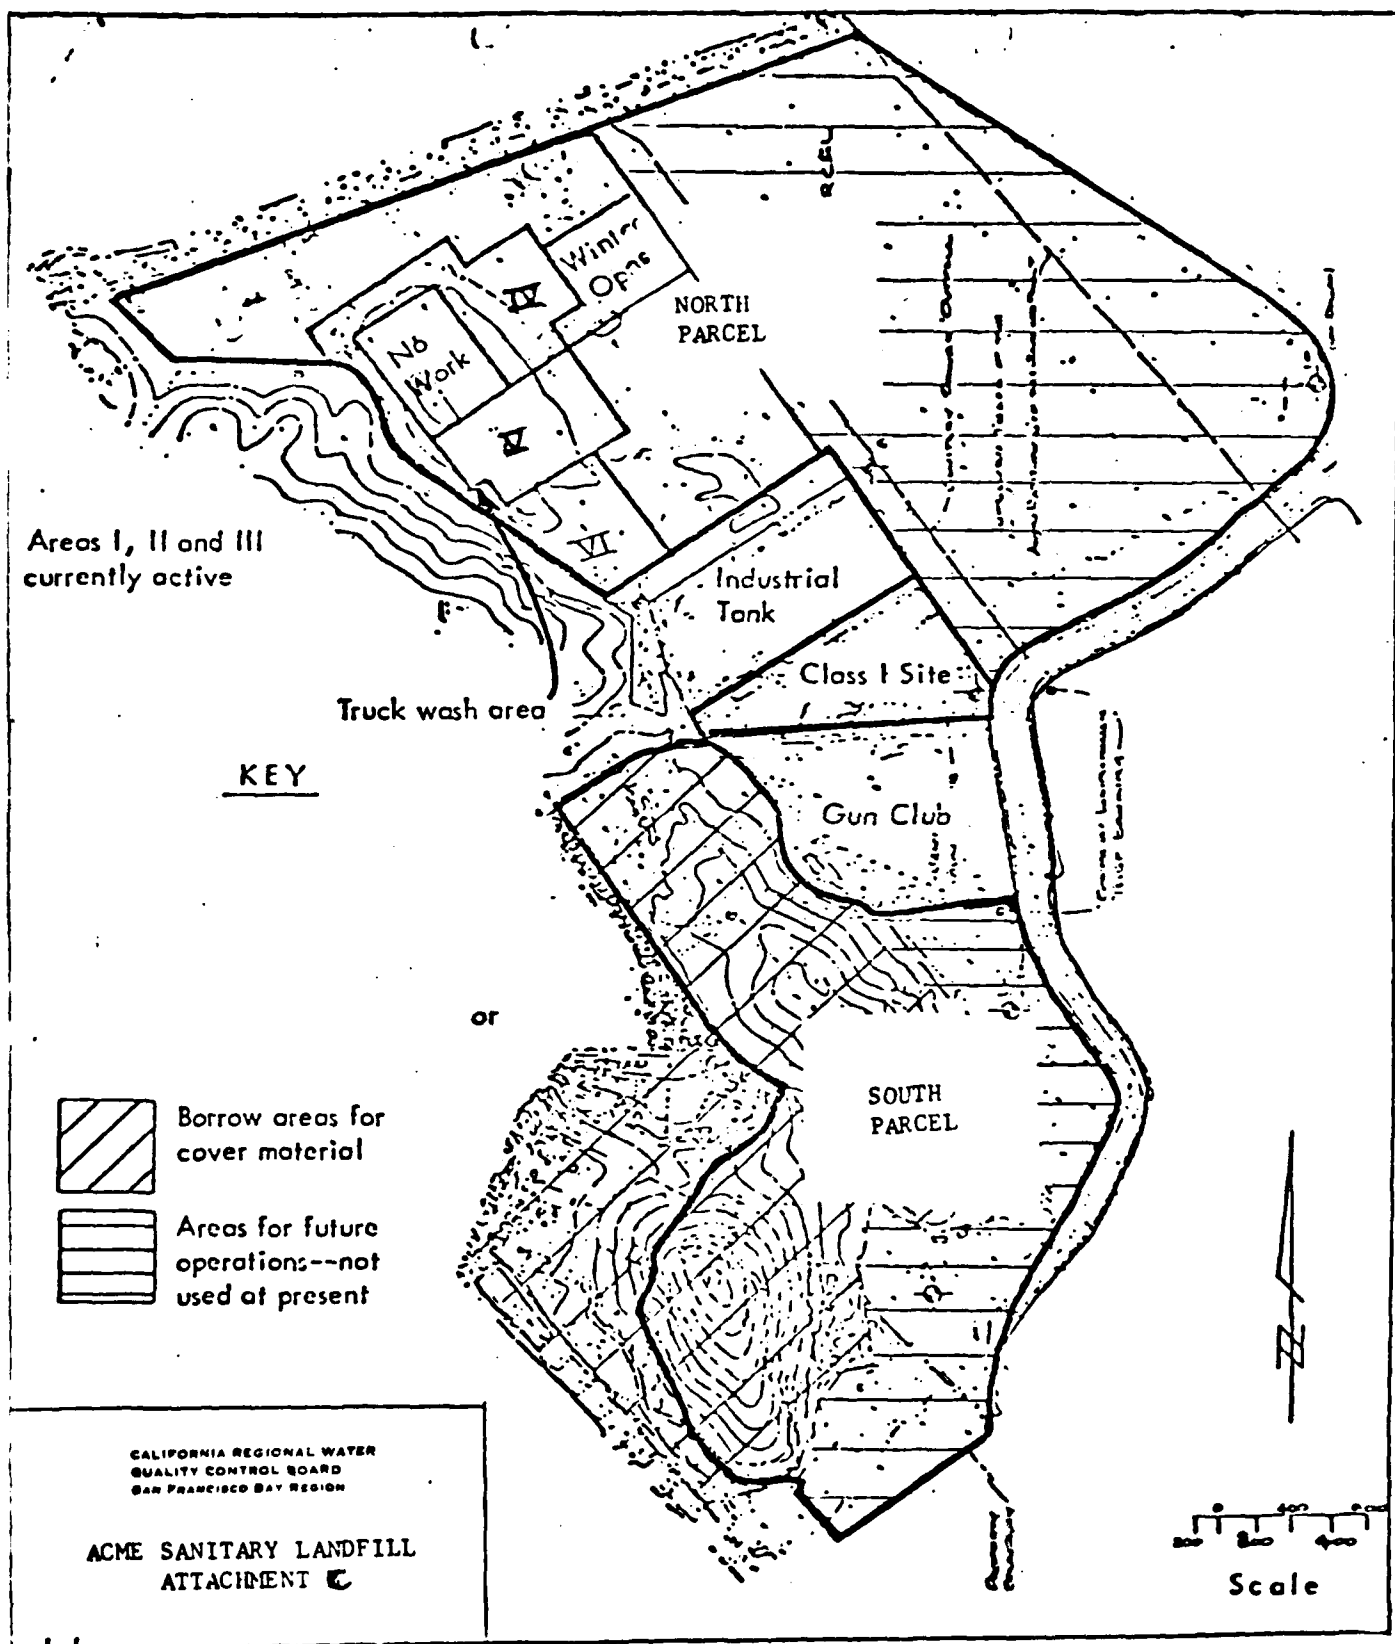 Winter
Opns
IV
NORTH
PARCEL
No
Work
V
VI
Areas I, II and III
currently active
Industrial
Tank
Class I Site
Truck wash area
KEY
Gun Club
or
SOUTH
PARCEL
Borrow areas for
cover material
Areas for future
operations--not
used at present
CALIFORNIA REGIONAL WATER
QUALITY CONTROL BOARD
SAN FRANCISCO BAY REGION
ACME SANITARY LANDFILL
ATTACHMENT
N
Scale